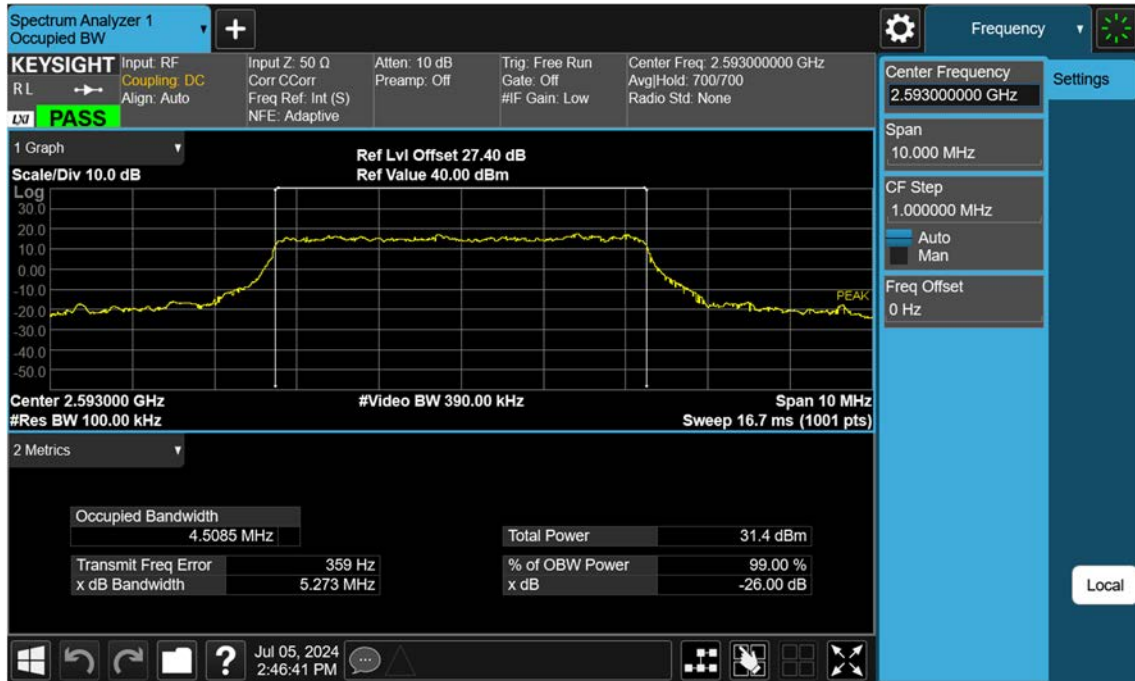 Spectrum Analyzer 1
Occupied BW
+
Frequency
KEYSIGHT
RL
LXI PASS
Input: RF
Coupling: DC
Align: Auto
Input Z: 50 Ω
Corr CCorr
Freq Ref: Int (S)
NFE: Adaptive
Atten: 10 dB
Preamp: Off
Trig: Free Run
Gate: Off
#IF Gain: Low
Center Freq: 2.593000000 GHz
Avg|Hold: 700/700
Radio Std: None
Center Frequency
2.593000000 GHz
Settings
Span
10.000 MHz
CF Step
1.000000 MHz
Auto
Man
Freq Offset
0 Hz
Local
1 Graph
Scale/Div 10.0 dB
Ref Lvl Offset 27.40 dB
Ref Value 40.00 dBm
Log
30.0
20.0
10.0
0.00
-10.0
-20.0
-30.0
-40.0
-50.0
PEAK
Center 2.593000 GHz
#Video BW 390.00 kHz
Span 10 MHz
#Res BW 100.00 kHz
Sweep 16.7 ms (1001 pts)
2 Metrics
Occupied Bandwidth
4.5085 MHz
Total Power 31.4 dBm
Transmit Freq Error 359 Hz
% of OBW Power 99.00 %
x dB Bandwidth 5.273 MHz
x dB -26.00 dB
?
Jul 05, 2024
2:46:41 PM